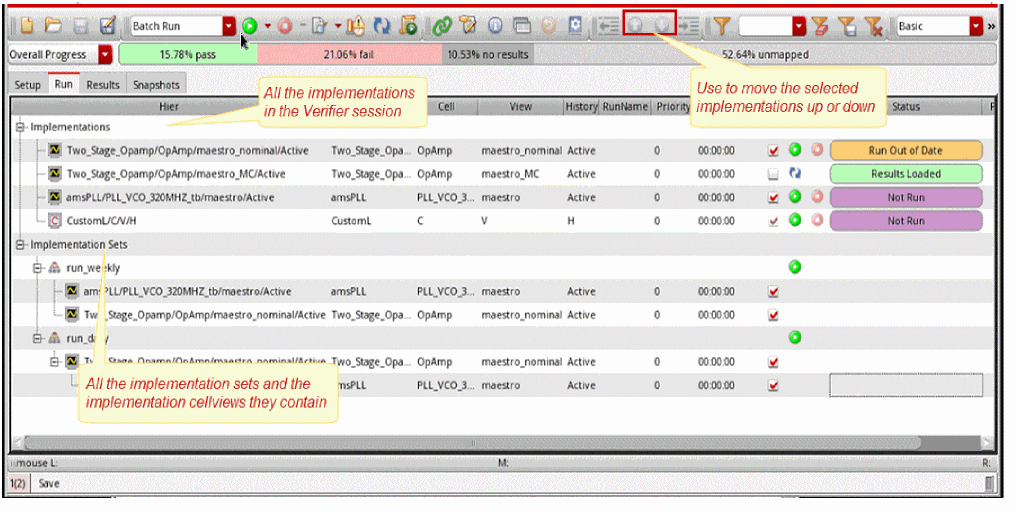 Batch Run
Basic
»
Overall Progress
15.78% pass
21.06% fail
10.53% no results
52.64% unmapped
Setup Run Results Snapshots
All the implementations
in the Verifier session
Use to move the selected
implementations up or down
Hier Cell View History RunName Priority Status
Implementations
Two_Stage_Opamp/OpAmp/maestro_nominal/Active Two_Stage_Opa... OpAmp maestro_nominal Active 0 00:00:00 Run Out of Date
Two_Stage_Opamp/OpAmp/maestro_MC/Active Two_Stage_Opa... OpAmp maestro_MC Active 0 00:00:00 Results Loaded
amsPLL/PLL_VCO_320MHZ_tb/maestro/Active amsPLL PLL_VCO_3... maestro Active 0 00:00:00 Not Run
CustomL/C/V/H CustomL C V H 0 00:00:00 Not Run
Implementation Sets
run_weekly
amsPLL/PLL_VCO_320MHZ_tb/maestro/Active amsPLL PLL_VCO_3... maestro Active 0 00:00:00
Two_Stage_Opamp/OpAmp/maestro_nominal/Active Two_Stage_Opa... OpAmp maestro_nominal Active 0 00:00:00
run_daily
Two_Stage_Opamp/OpAmp/maestro_nominal/Active Two_Stage_Opa... OpAmp maestro_nominal Active 0 00:00:00
amsPLL PLL_VCO_3... maestro Active 0 00:00:00
All the implementation sets and the
implementation cellviews they contain
mouse L: M: R:
1(2) Save